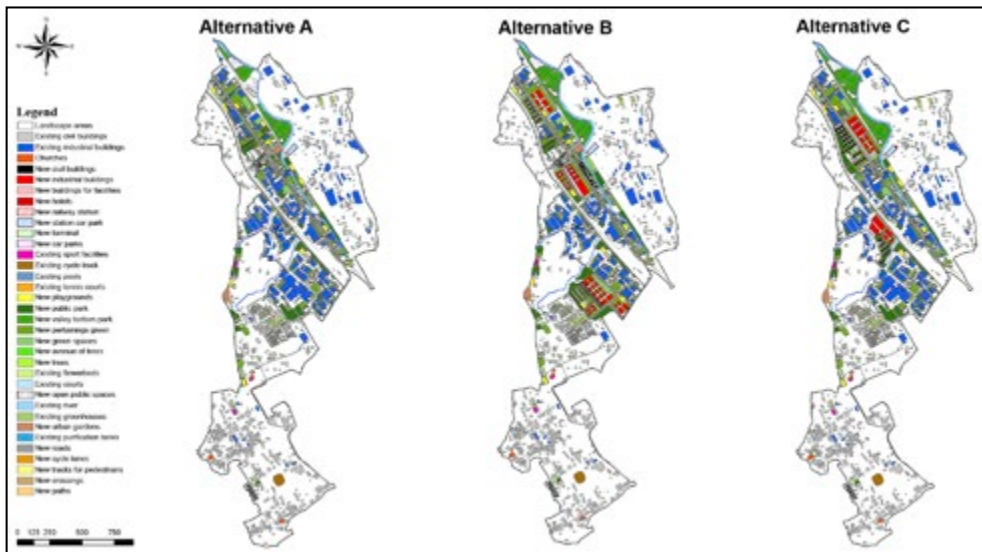 Alternative A
Alternative B
Alternative C
Legend
Landscape areas
Existing civil buildings
Existing industrial buildings
Churches
New civil buildings
New industrial buildings
New buildings for facilities
New hotels
New railway station
New station car park
New terminal
New car parks
Existing sport facilities
Existing cycle track
Existing pools
Existing tennis courts
New playgrounds
New public park
New valley bottom park
New pertaining green
New green spaces
New avenue of trees
New trees
Existing flowerbeds
Existing courts
New open public spaces
Existing river
Existing greenhouses
New urban gardens
Existing purification tanks
New roads
New cycle lanes
New tracks for pedestrians
New crossings
New paths
0 125 250 500 750